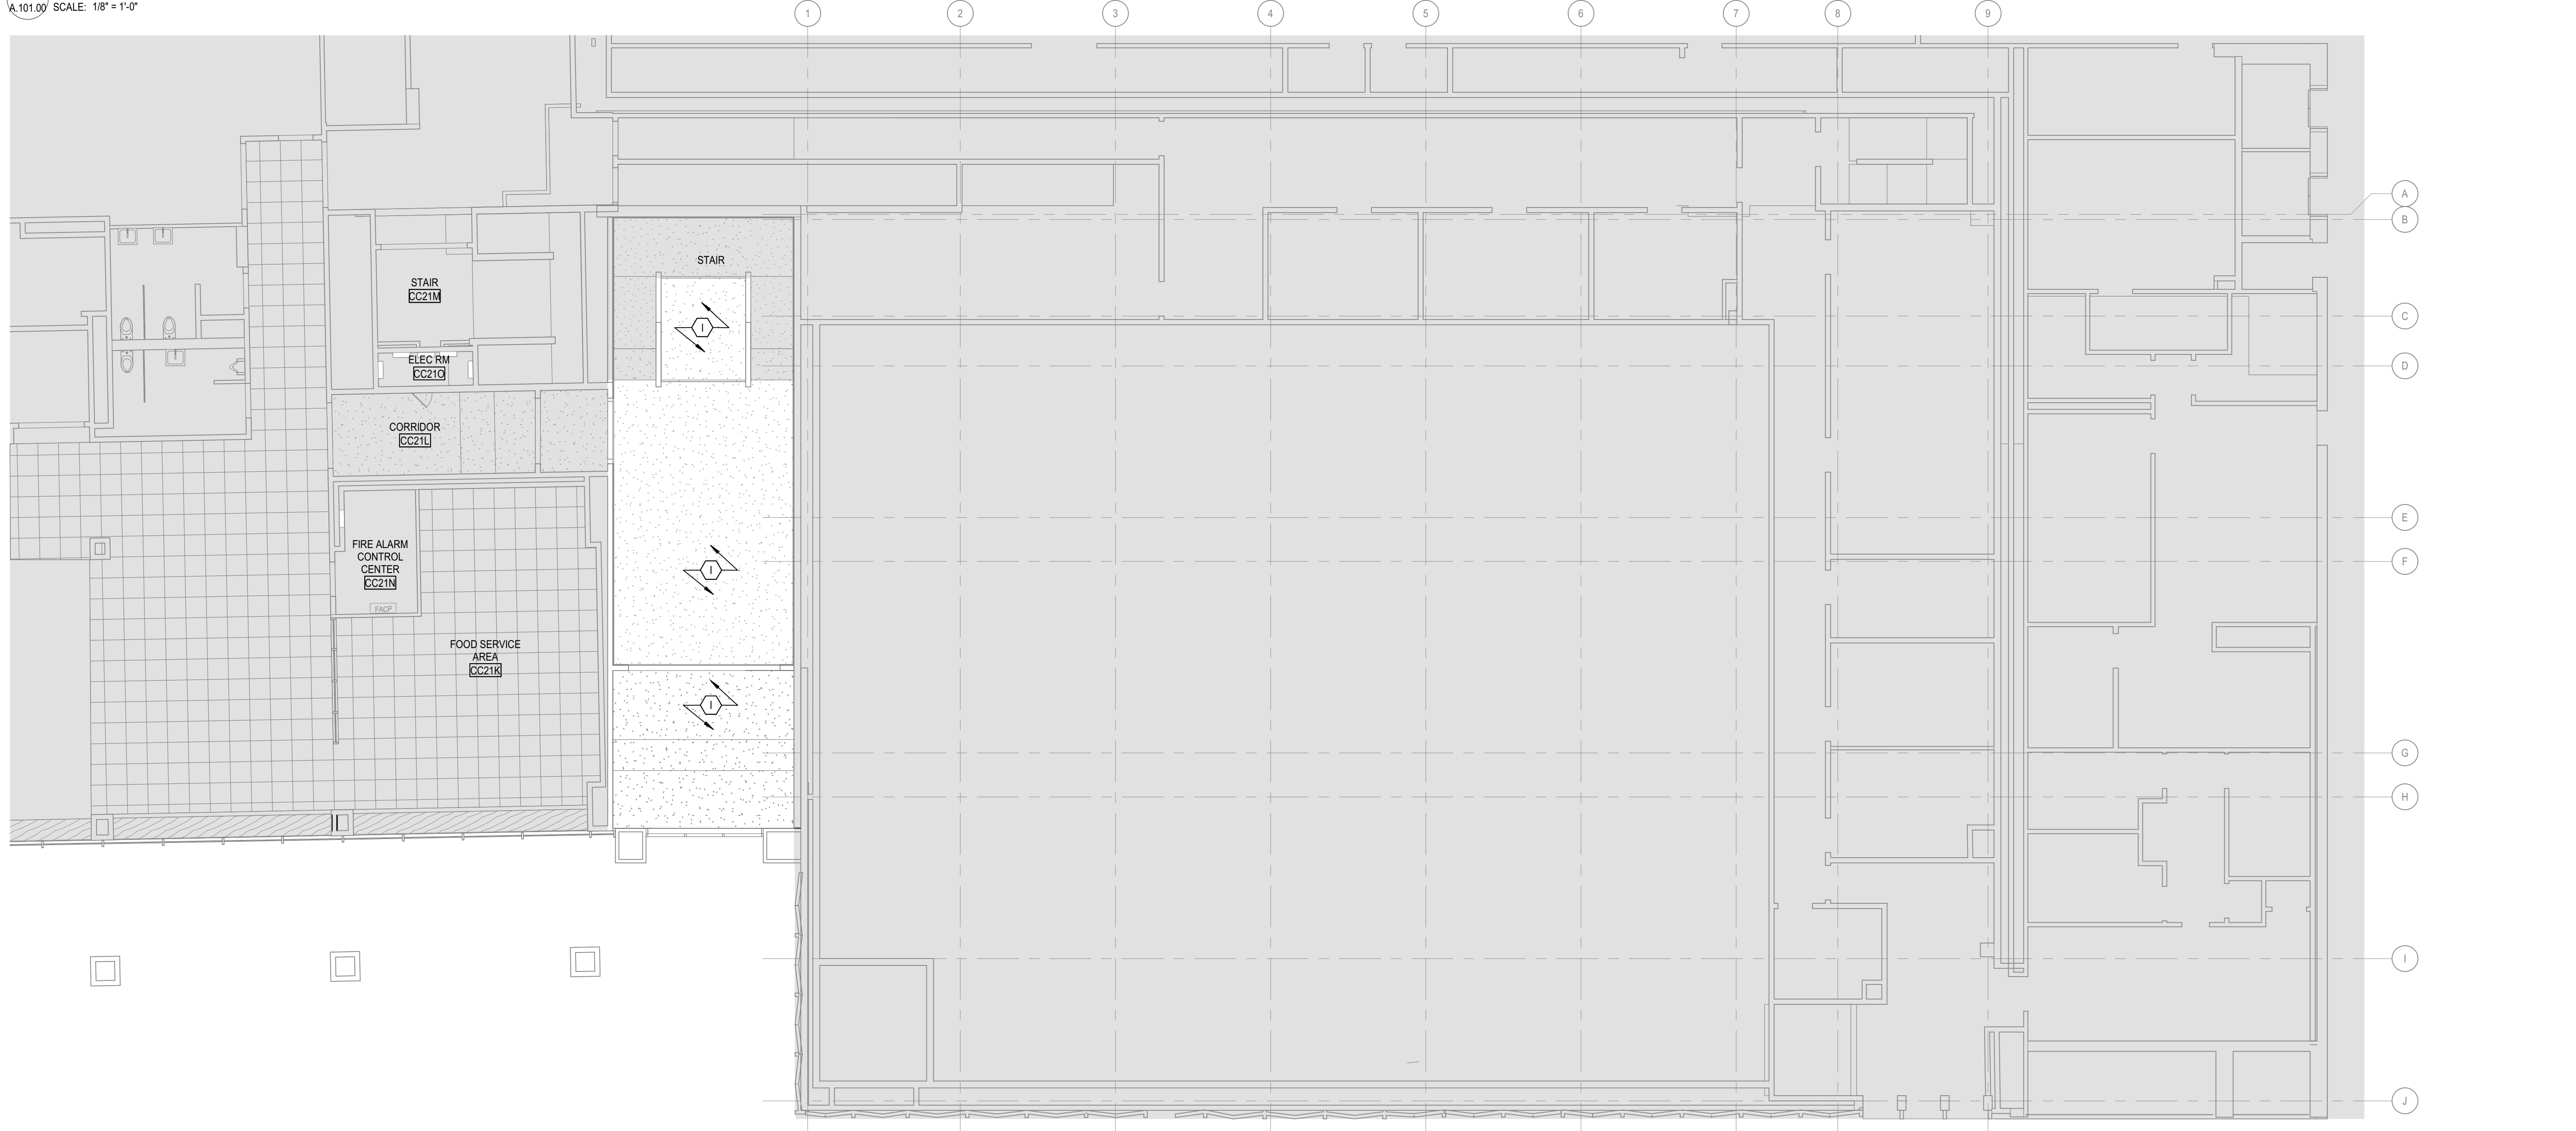 A.101.00 SCALE: 1/8" = 1'-0"
1
2
3
4
5
6
7
8
9
A
B
C
D
E
F
G
H
I
J
STAIR
STAIR
CC21M
I
ELEC RM
CC21O
CORRIDOR
CC21L
FIRE ALARM
CONTROL
CENTER
CC21N
FACP
I
FOOD SERVICE
AREA
CC21K
I